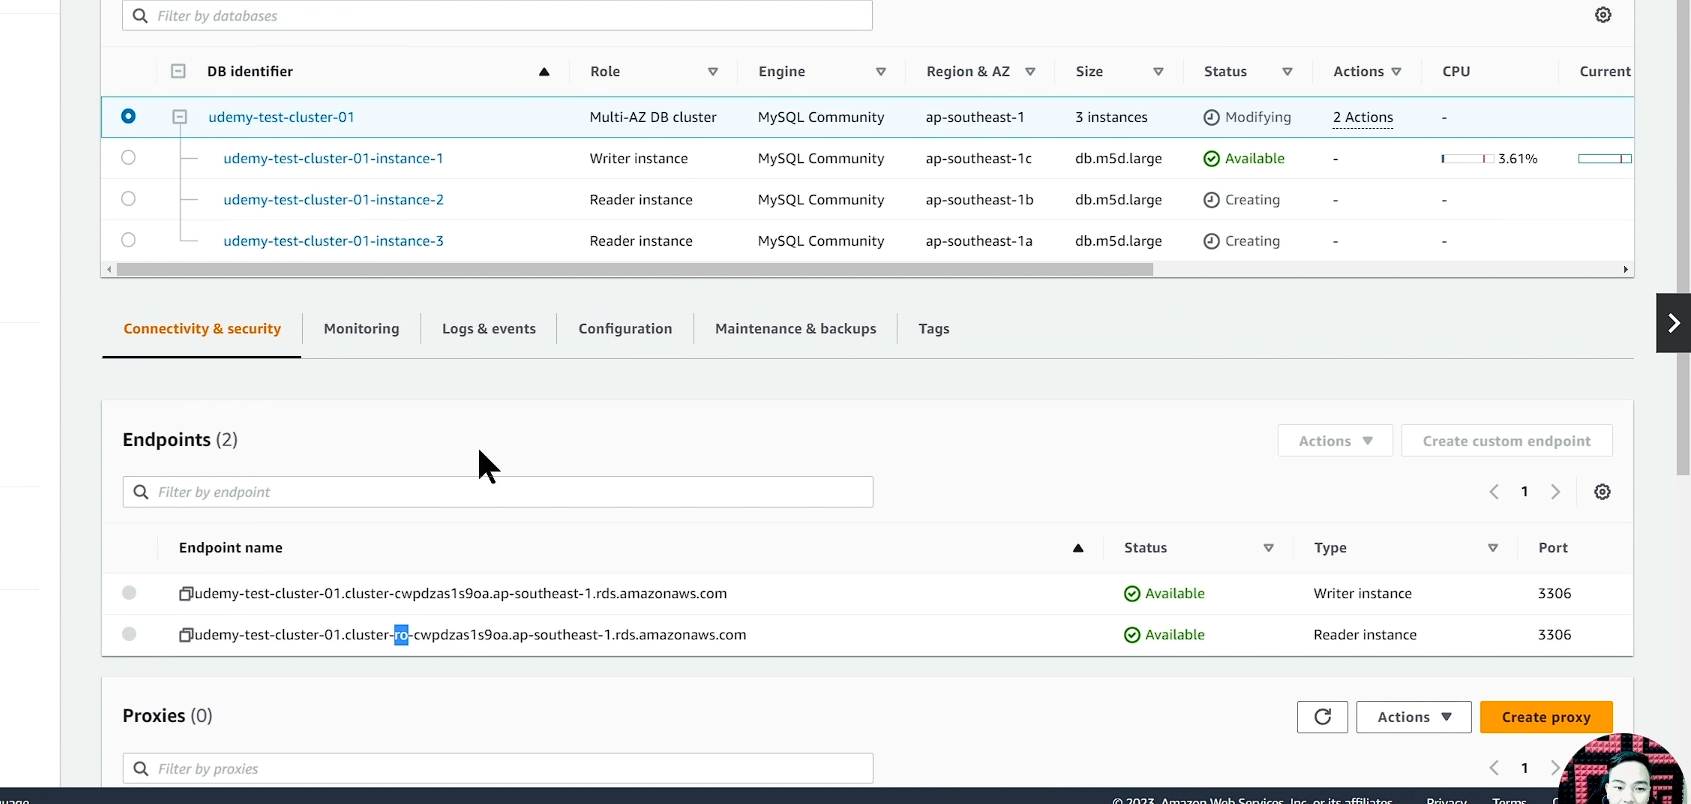 Filter by databases
DB identifier Role Engine Region & AZ Size Status Actions CPU Current
udemy-test-cluster-01 Multi-AZ DB cluster MySQL Community ap-southeast-1 3 instances Modifying 2 Actions -
udemy-test-cluster-01-instance-1 Writer instance MySQL Community ap-southeast-1c db.m5d.large Available - 3.61%
udemy-test-cluster-01-instance-2 Reader instance MySQL Community ap-southeast-1b db.m5d.large Creating - -
udemy-test-cluster-01-instance-3 Reader instance MySQL Community ap-southeast-1a db.m5d.large Creating - -
Connectivity & security Monitoring Logs & events Configuration Maintenance & backups Tags
Endpoints (2) Actions Create custom endpoint
Filter by endpoint 1
Endpoint name Status Type Port
udemy-test-cluster-01.cluster-cwpdzas1s9oa.ap-southeast-1.rds.amazonaws.com Available Writer instance 3306
udemy-test-cluster-01.cluster-ro-cwpdzas1s9oa.ap-southeast-1.rds.amazonaws.com Available Reader instance 3306
Proxies (0) Actions Create proxy
Filter by proxies 1
© 2023, Amazon Web Services, Inc. or its affiliates. Privacy Terms